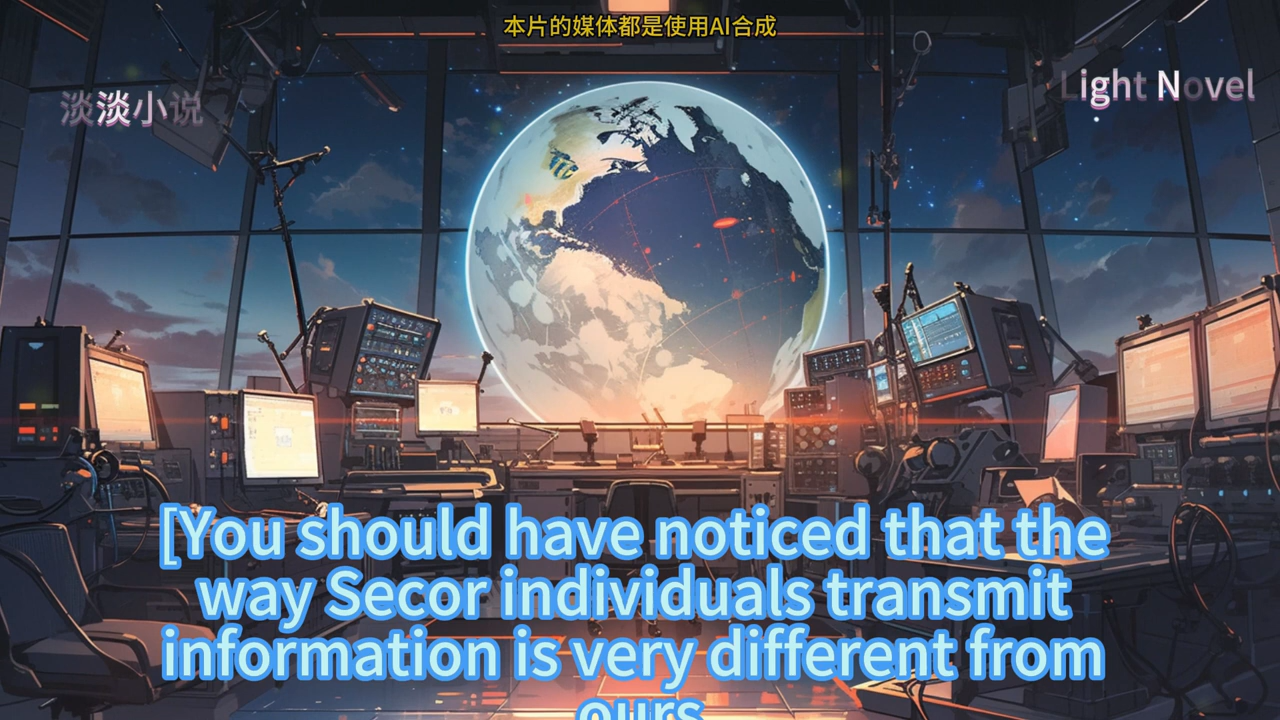 本片的媒体都是使用AI合成
淡淡小说
Light Novel
[You should have noticed that the
way Secor individuals transmit
information is very different from
ours